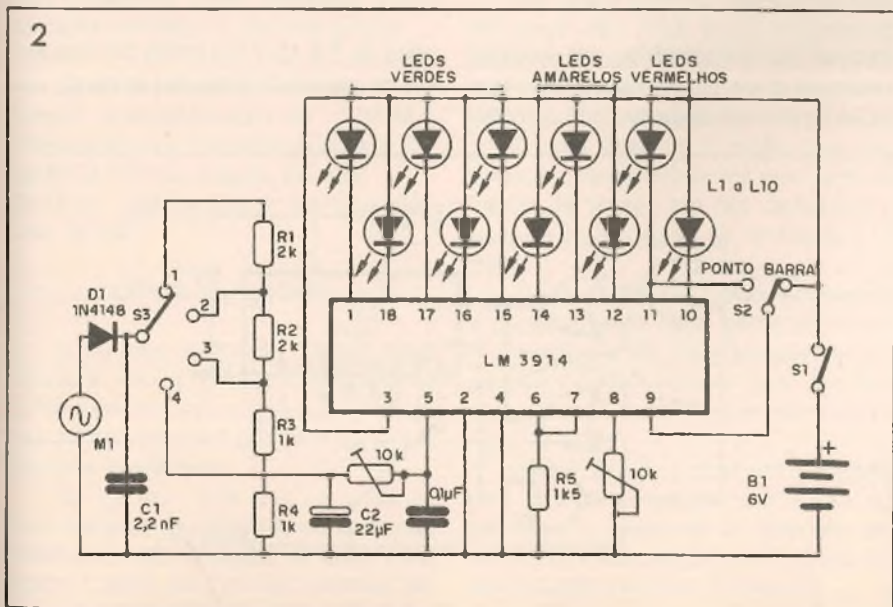 2
LEDS VERDES
LEDS AMARELOS
LEDS VERMELHOS
L1 a L10
R1
2k
PONTO
BARRA
D1
1N4148
S3
1
2
3
4
R2
2k
S2
1
18
17
16
15
14
13
12
11
10
LM 3914
S1
3
5
2
4
6
7
8
9
M1
R3
1k
10k
R5
1k5
10k
+
B1
6V
C1
2,2nF
R4
1k
C2
22µF
0,1µF